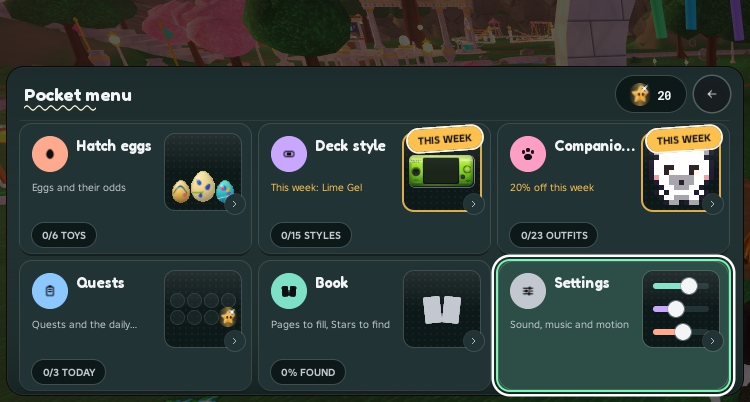 Pocket menu
20
Hatch eggs
Eggs and their odds
0/6 TOYS
Deck style
THIS WEEK
This week: Lime Gel
0/15 STYLES
Companio...
THIS WEEK
20% off this week
0/23 OUTFITS
Quests
Quests and the daily...
0/3 TODAY
Book
Pages to fill, Stars to find
0% FOUND
Settings
Sound, music and motion